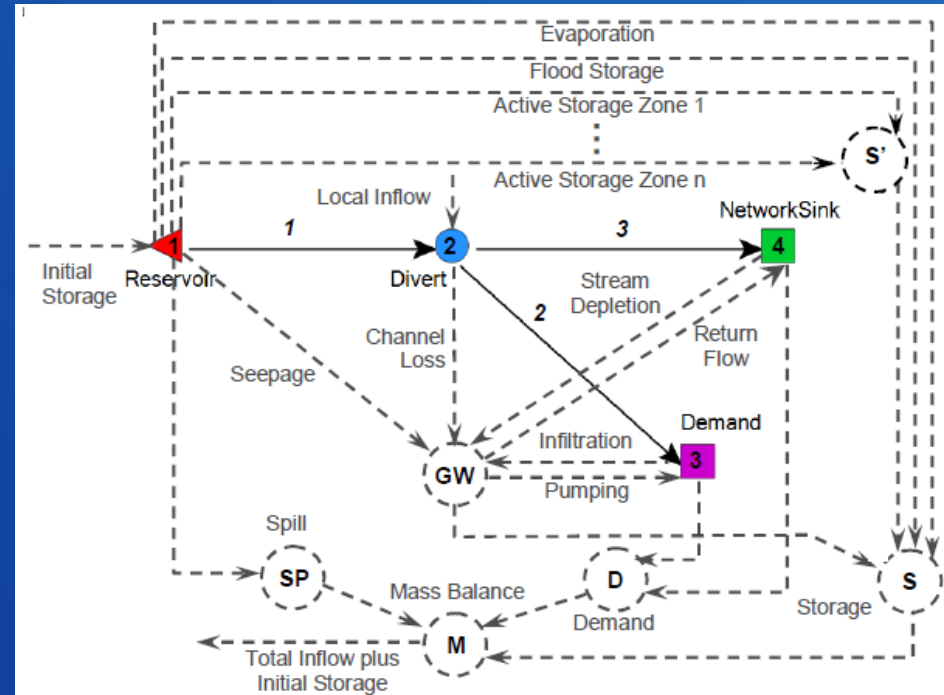 Evaporation
Flood Storage
Active Storage Zone 1
S'
Active Storage Zone n
Local Inflow
NetworkSink
1
3
1
2
4
Initial
Storage
Reservoir
Divert
Stream
Depletion
2
Channel
Loss
Return
Flow
Seepage
Demand
Infiltration
3
GW
Pumping
Spill
SP
Mass Balance
D
S
Storage
Demand
M
Total Inflow plus
Initial Storage